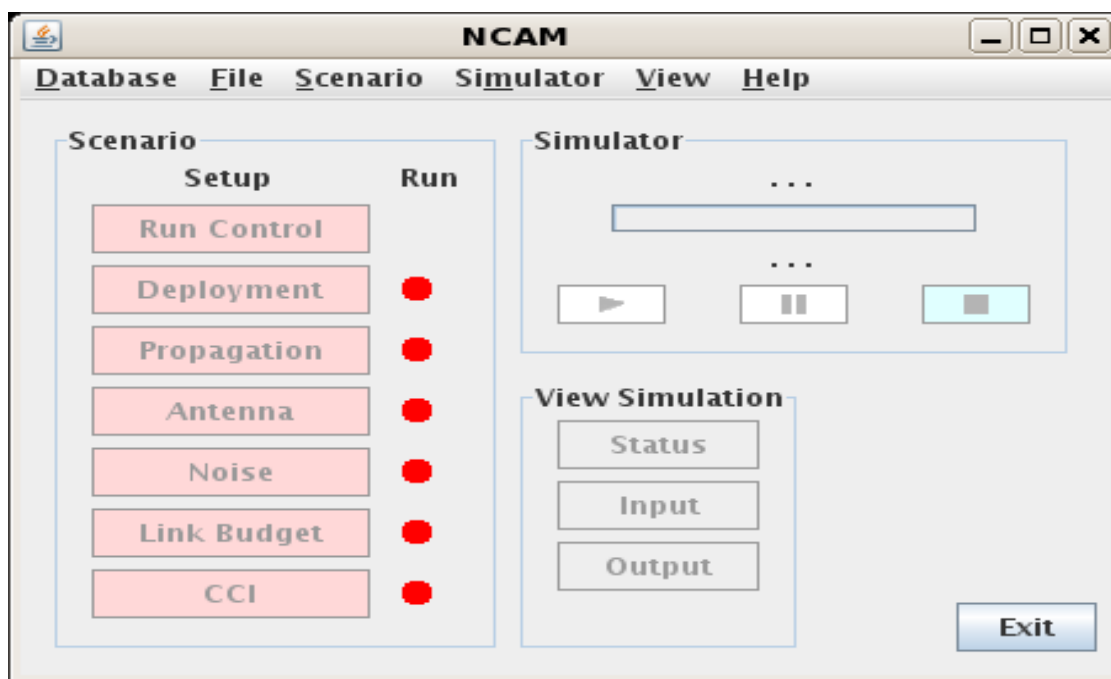 NCAM
Database File Scenario Simulator View Help
Scenario
Setup Run
Run Control
Deployment
Propagation
Antenna
Noise
Link Budget
CCI
Simulator
...
...
View Simulation
Status
Input
Output
Exit